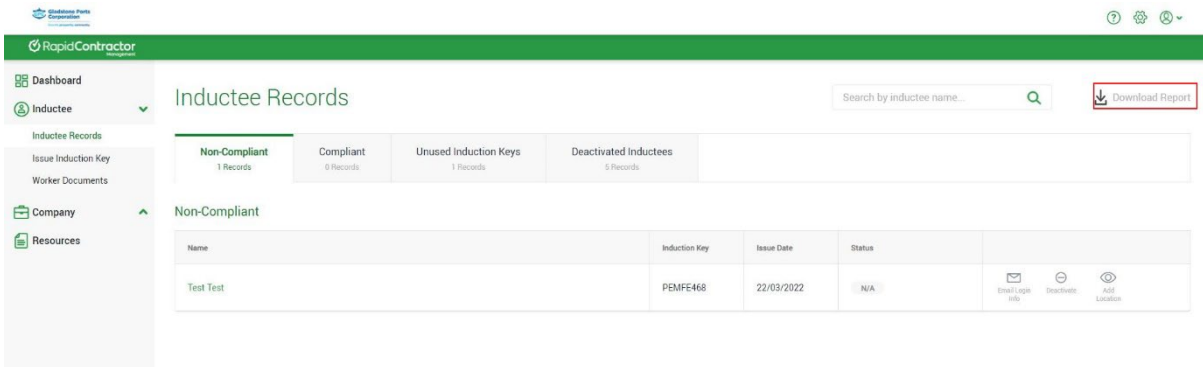 Gladstone Ports
Corporation
RapidContractor
Management
Dashboard
Inductee
Inductee Records
Issue Induction Key
Worker Documents
Company
Resources
Inductee Records
Search by inductee name...
Download Report
Non-Compliant
1 Records
Compliant
0 Records
Unused Induction Keys
1 Records
Deactivated Inductees
5 Records
Non-Compliant
Name
Induction Key
Issue Date
Status
Test Test
PEMFE468
22/03/2022
N/A
Email Login
Info
Deactivate
Add
Location